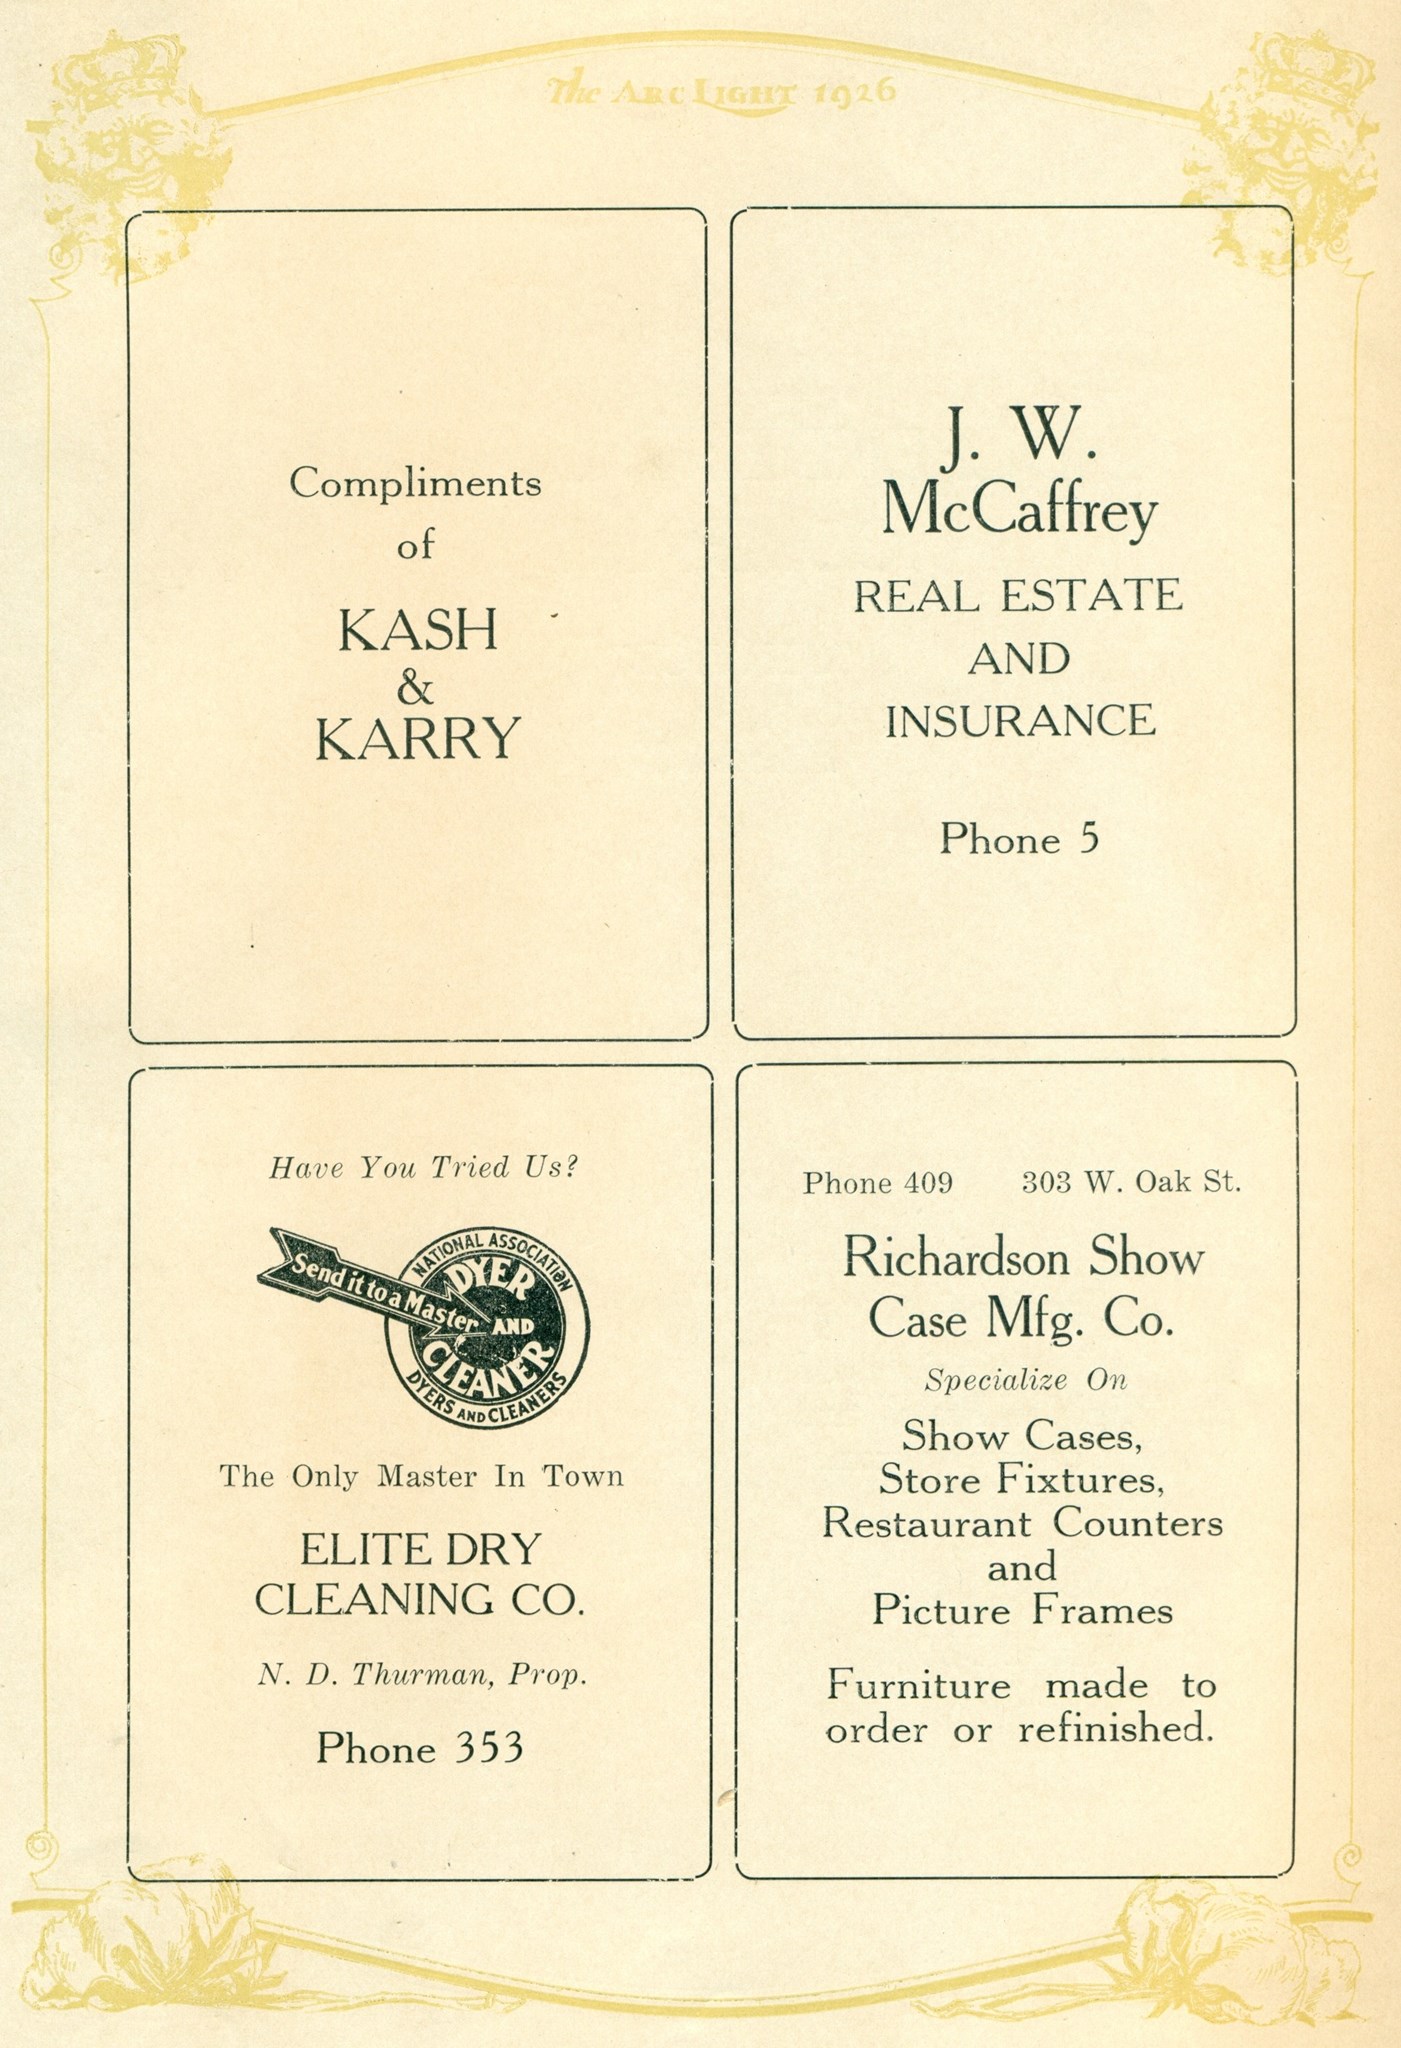 The ARC LIGHT 1926
Compliments
of
KASH
&
KARRY
J. W.
McCaffrey
REAL ESTATE
AND
INSURANCE
Phone 5
Have You Tried Us?
Send it to a Master
NATIONAL ASSOCIATION
DYER
AND
CLEANER
DYERS AND CLEANERS
The Only Master In Town
ELITE DRY
CLEANING CO.
N. D. Thurman, Prop.
Phone 353
Phone 409 303 W. Oak St.
Richardson Show
Case Mfg. Co.
Specialize On
Show Cases,
Store Fixtures,
Restaurant Counters
and
Picture Frames
Furniture made to
order or refinished.